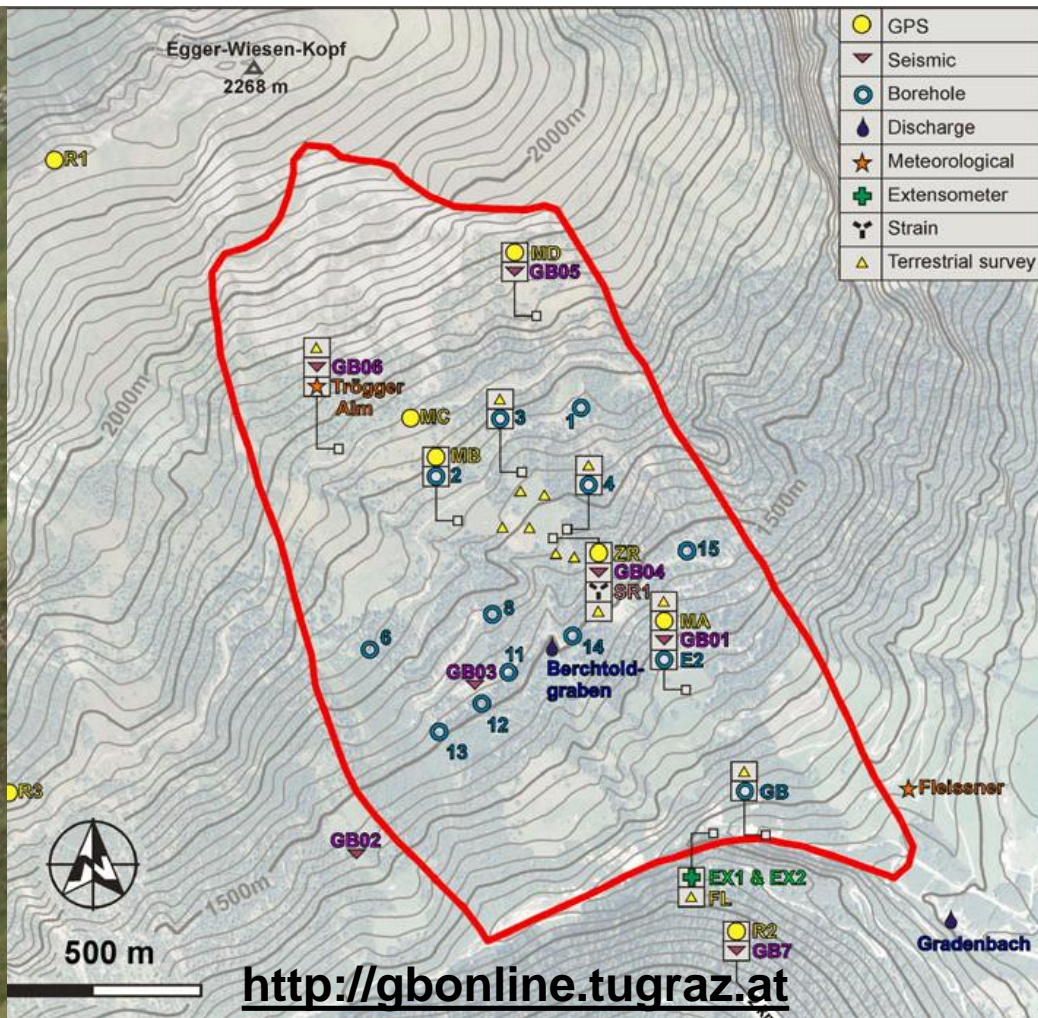 Egger-Wiesen-Kopf
2268 m
GPS
Seismic
Borehole
Discharge
Meteorological
Extensometer
Strain
Terrestrial survey
R1
2000m
MD
GB05
GB06
Trögger
Alm
2000m
MC
3
1
MB
2
4
1500m
ZR
GB04
SR1
15
MA
GB01
E2
8
14
6
11
Berchtold-
graben
GB03
12
13
R3
GB
Fleissner
GB02
N
1500m
EX1 & EX2
FL
R2
GB7
Gradenbach
500 m
http://gbonline.tugraz.at